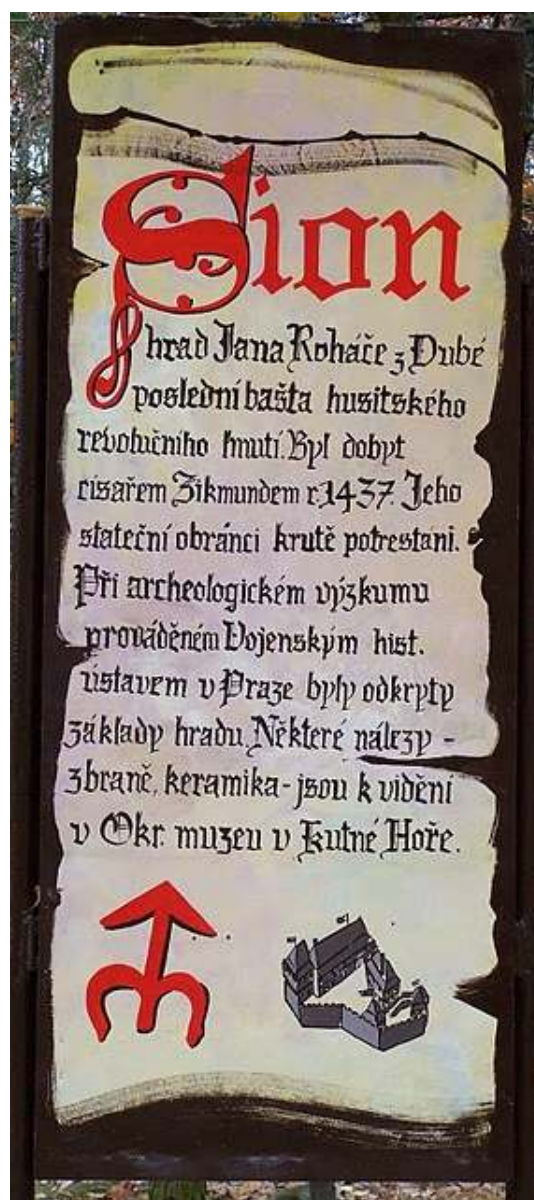 Sion
hrad Jana Roháče z Dubé
poslední bašta husitského
revolučního hnutí. Byl dobyt
císařem Zikmundem r.1437. Jeho
stateční obránci krutě potrestáni.
Při archeologickém výzkumu
prováděném Vojenským hist.
ústavem v Praze byly odkryty
základy hradu. Některé nálezy -
zbraně, keramika - jsou k vidění
v Okr. muzeu v Kutné Hoře.